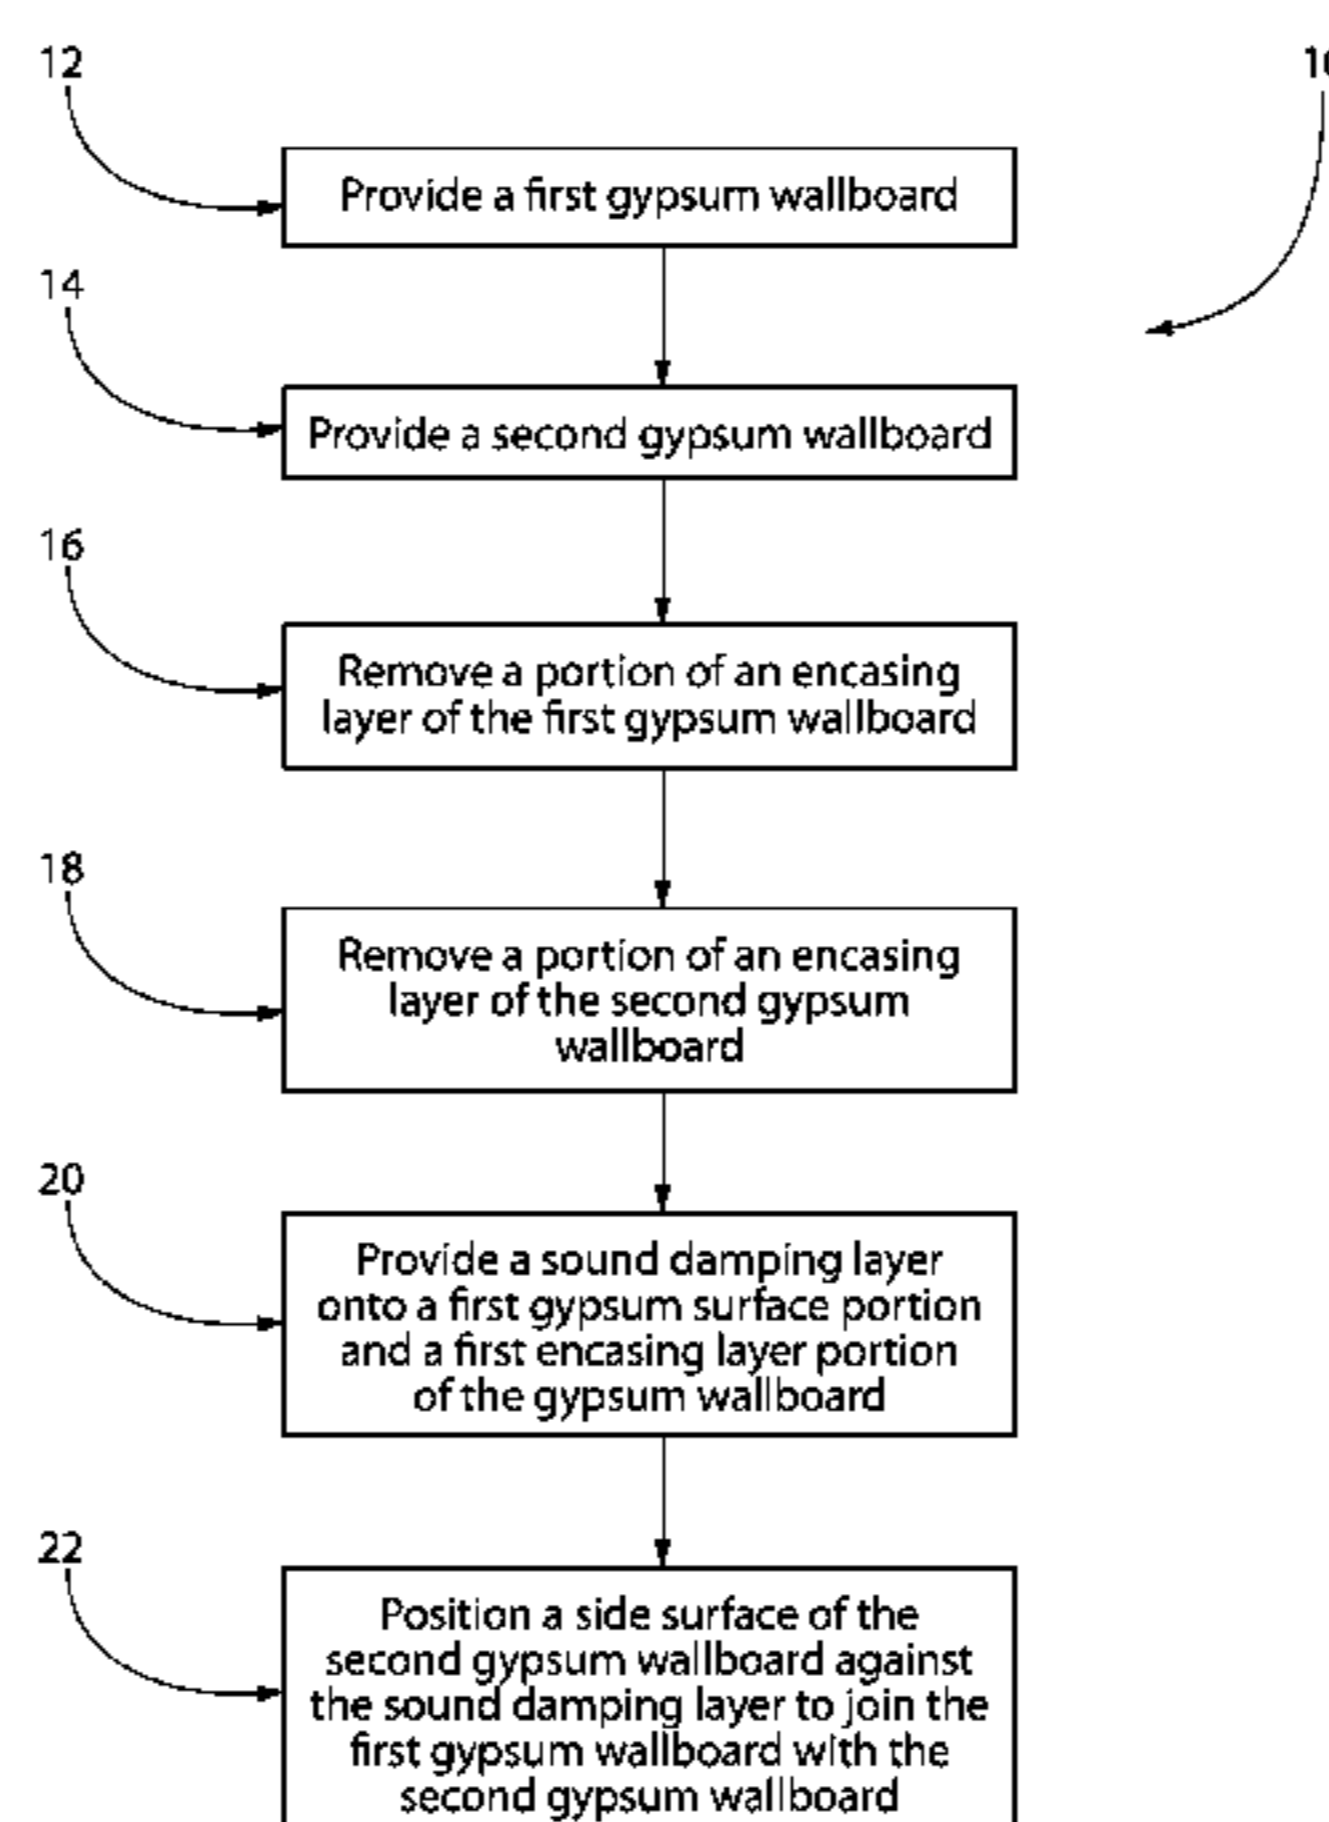 12
Provide a first gypsum wallboard
14
Provide a second gypsum wallboard
16
Remove a portion of an encasing
layer of the first gypsum wallboard
18
Remove a portion of an encasing
layer of the second gypsum
wallboard
20
Provide a sound damping layer
onto a first gypsum surface portion
and a first encasing layer portion
of the gypsum wallboard
22
Position a side surface of the
second gypsum wallboard against
the sound damping layer to join the
first gypsum wallboard with the
second gypsum wallboard